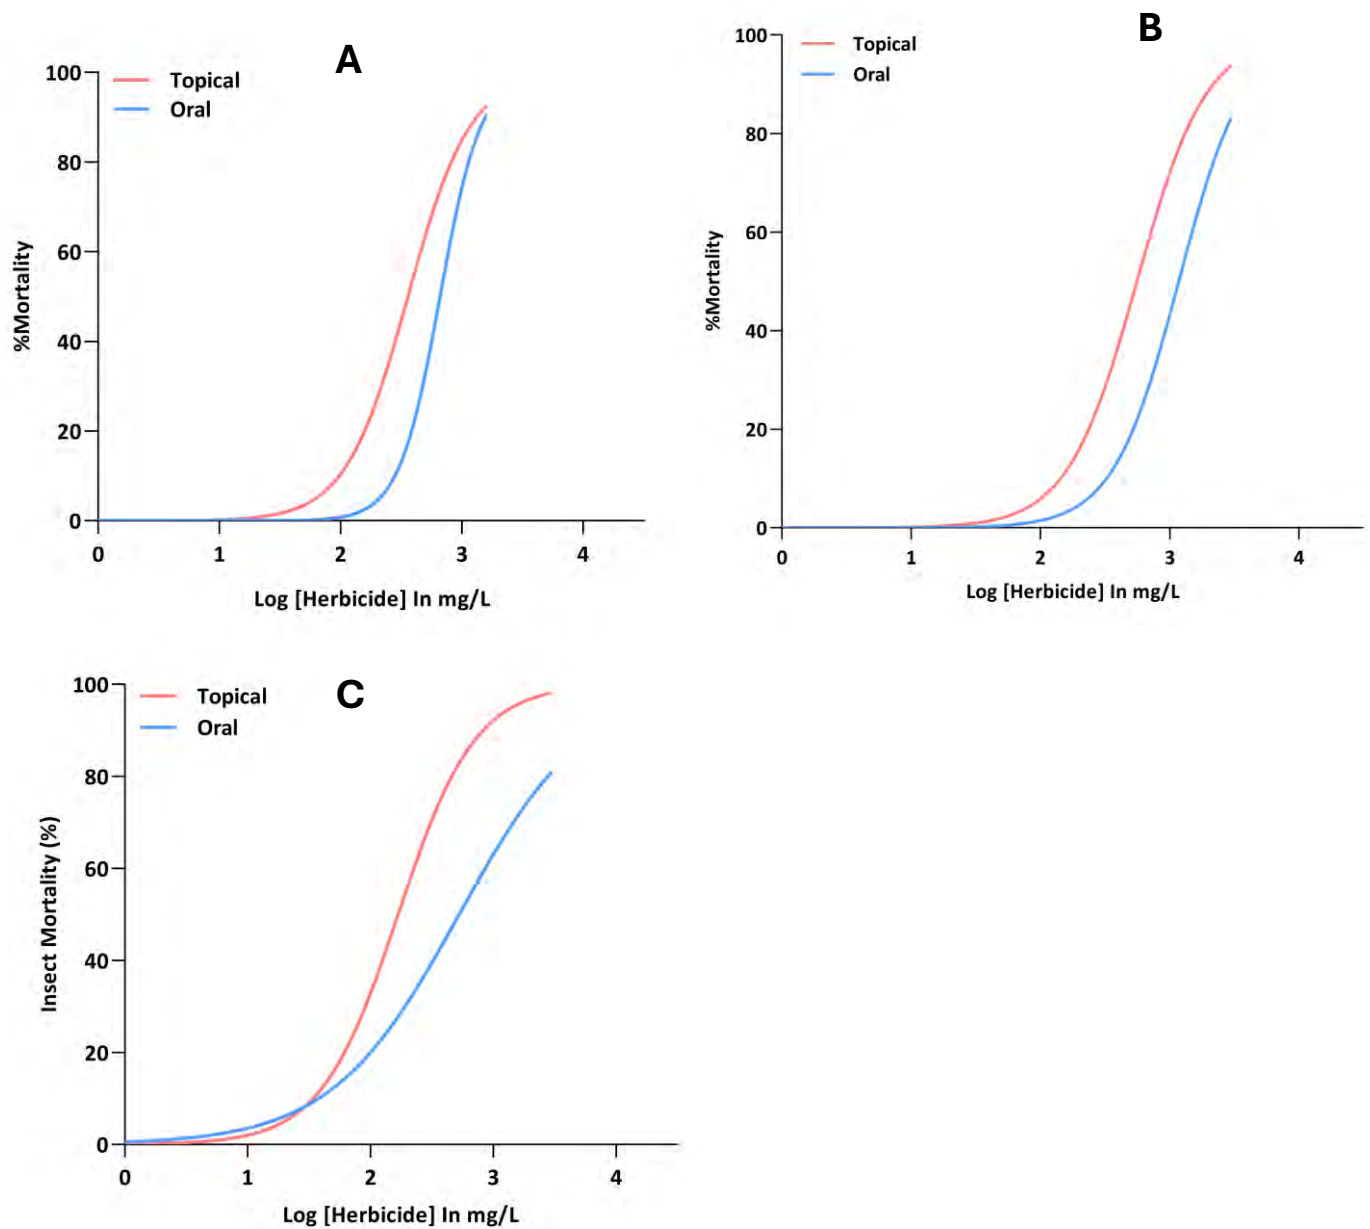 A
Topical
Oral
100
80
60
40
20
0
%Mortality
0 1 2 3 4
Log [Herbicide] In mg/L
B
Topical
Oral
100
80
60
40
20
0
%Mortality
0 1 2 3 4
Log [Herbicide] In mg/L
C
Topical
Oral
100
80
60
40
20
0
Insect Mortality (%)
0 1 2 3 4
Log [Herbicide] In mg/L